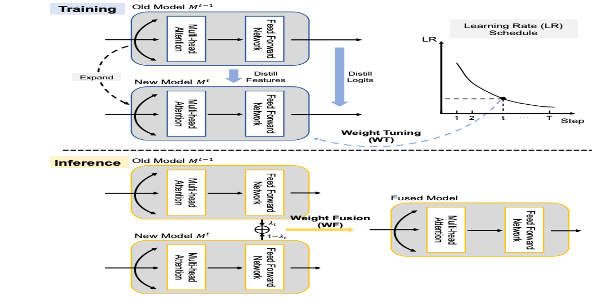 Training
Old Model M^{t-1}
Multi-head
Attention
Feed Forward
Network
Expand
Distill
Features
Distill
Logits
New Model M^t
Multi-head
Attention
Feed Forward
Network
Weight Tuning
(WT)
Learning Rate (LR)
Schedule
LR
1 2 t ... T
Step
Inference
Old Model M^{t-1}
Multi-head
Attention
Feed Forward
Network
λ_t
1-λ_t
Weight Fusion
(WF)
New Model M^t
Multi-head
Attention
Feed Forward
Network
Fused Model
Multi-head
Attention
Feed Forward
Network